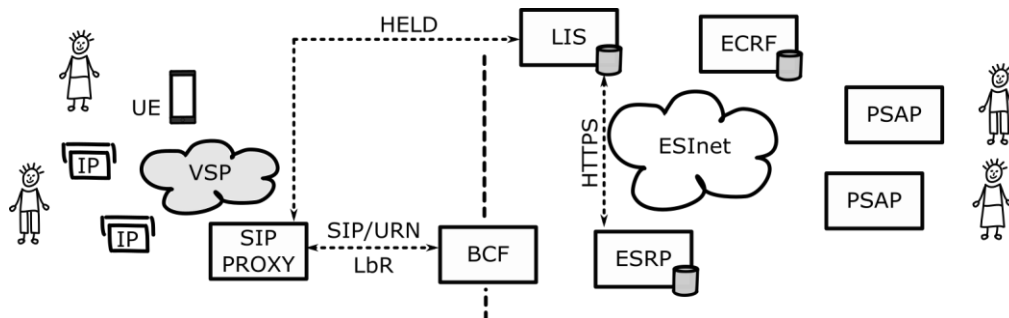 HELD
LIS
ECRF
UE
PSAP
HTTPS
ESInet
IP
VSP
PSAP
SIP/URN
SIP
PROXY
BCF
IP
LbR
ESRP